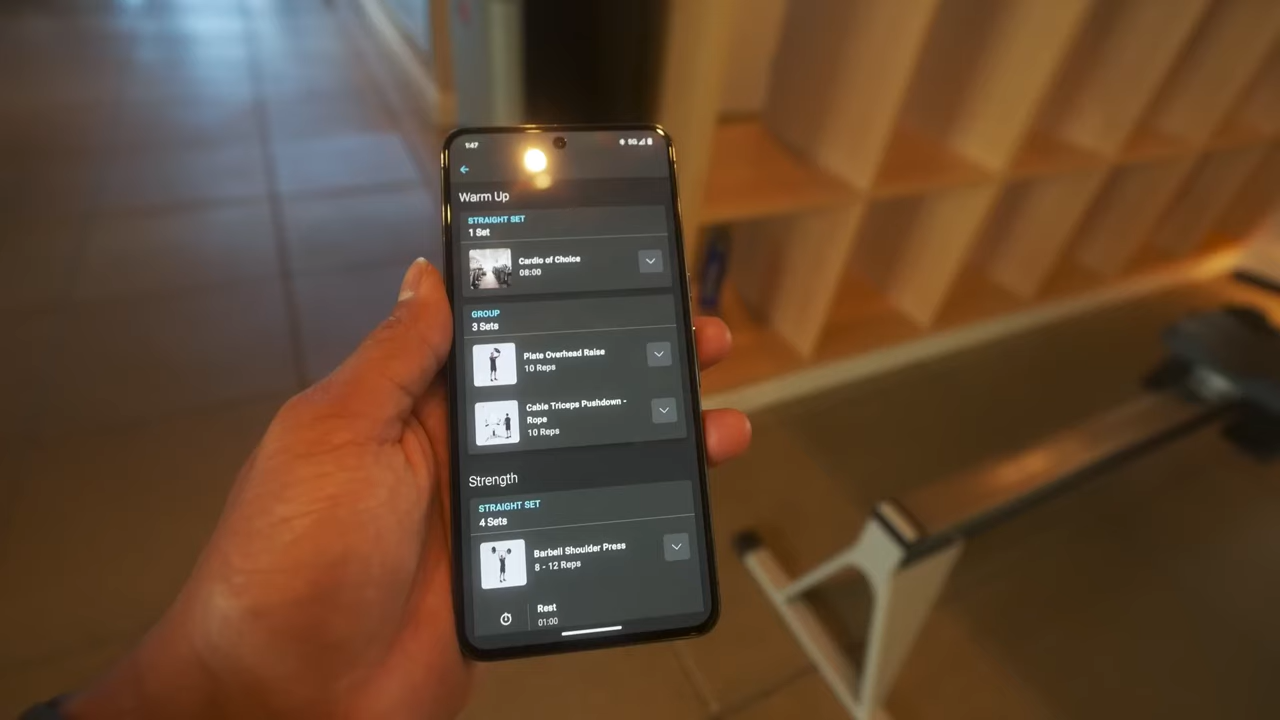 1:47
5G
Warm Up
STRAIGHT SET
1 Set
Cardio of Choice
08:00
GROUP
3 Sets
Plate Overhead Raise
10 Reps
Cable Triceps Pushdown -
Rope
10 Reps
Strength
STRAIGHT SET
4 Sets
Barbell Shoulder Press
8 - 12 Reps
Rest
01:00